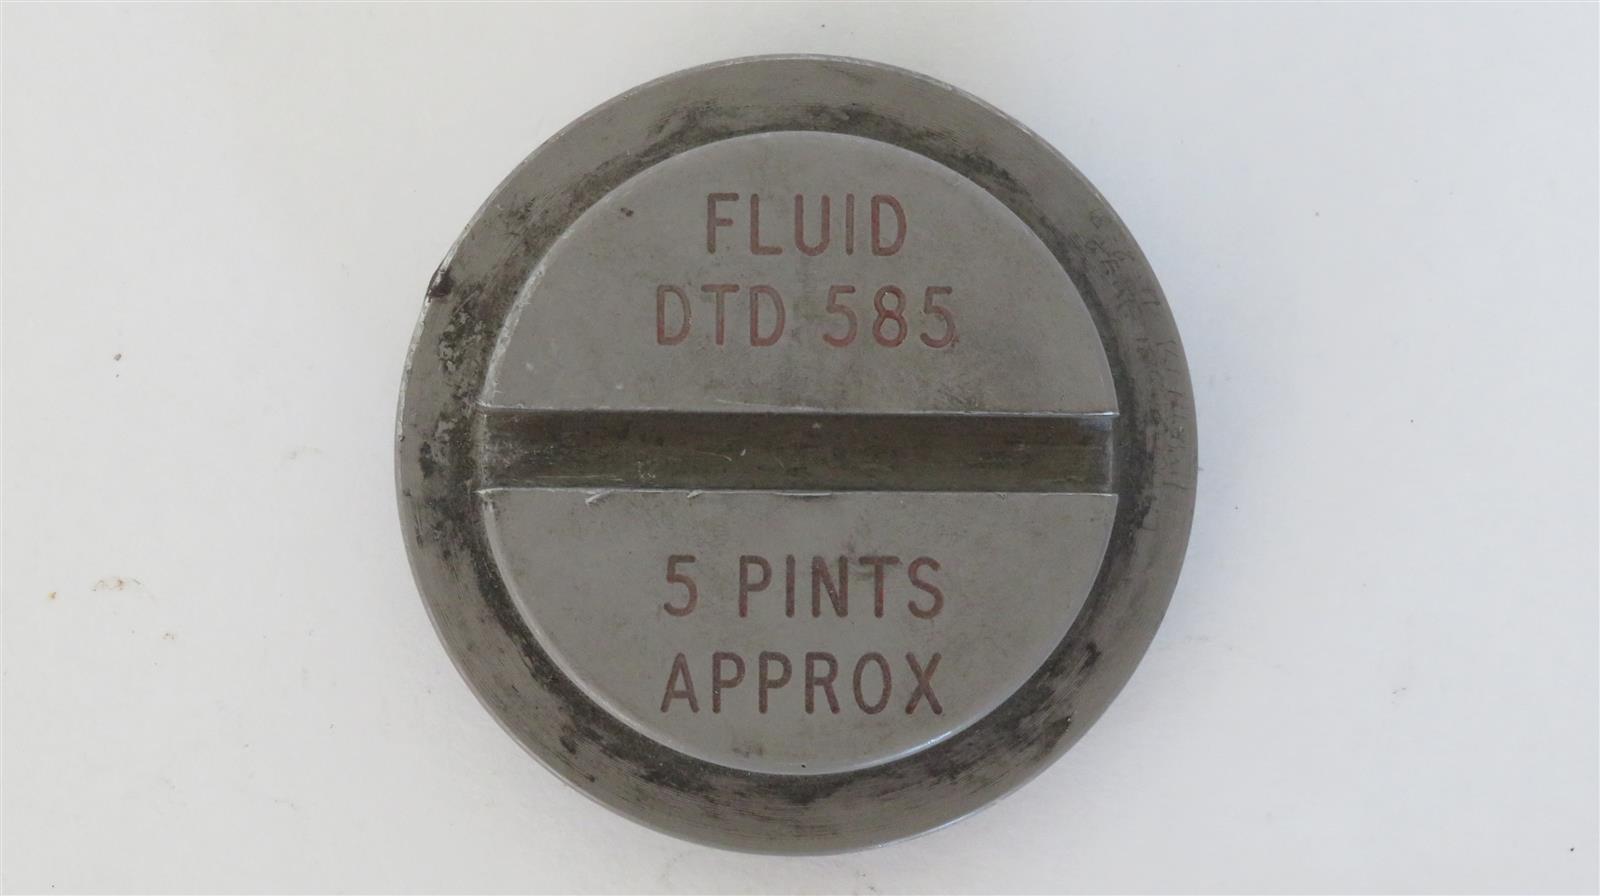 FLUID
DTD 585
5 PINTS
APPROX